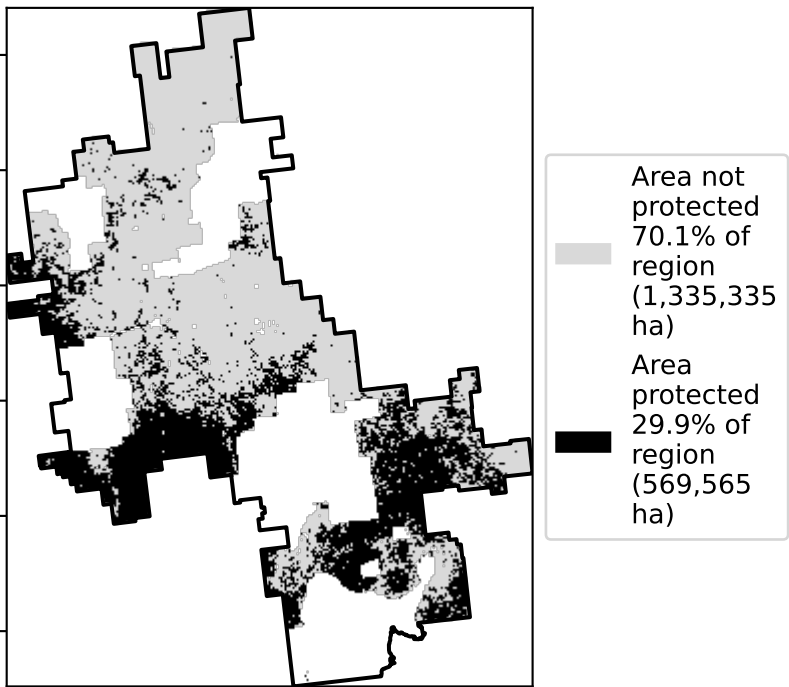 Area not
protected
70.1% of
region
(1,335,335
ha)
Area
protected
29.9% of
region
(569,565
ha)